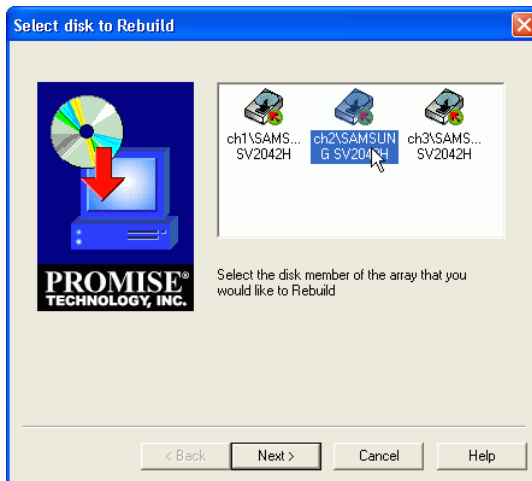 Select disk to Rebuild
ch1\SAMS... ch2\SAMSUN ch3\SAMS...
SV2042H G SV2042H SV2042H
PROMISE®
TECHNOLOGY, INC.
Select the disk member of the array that you
would like to Rebuild
< Back Next > Cancel Help